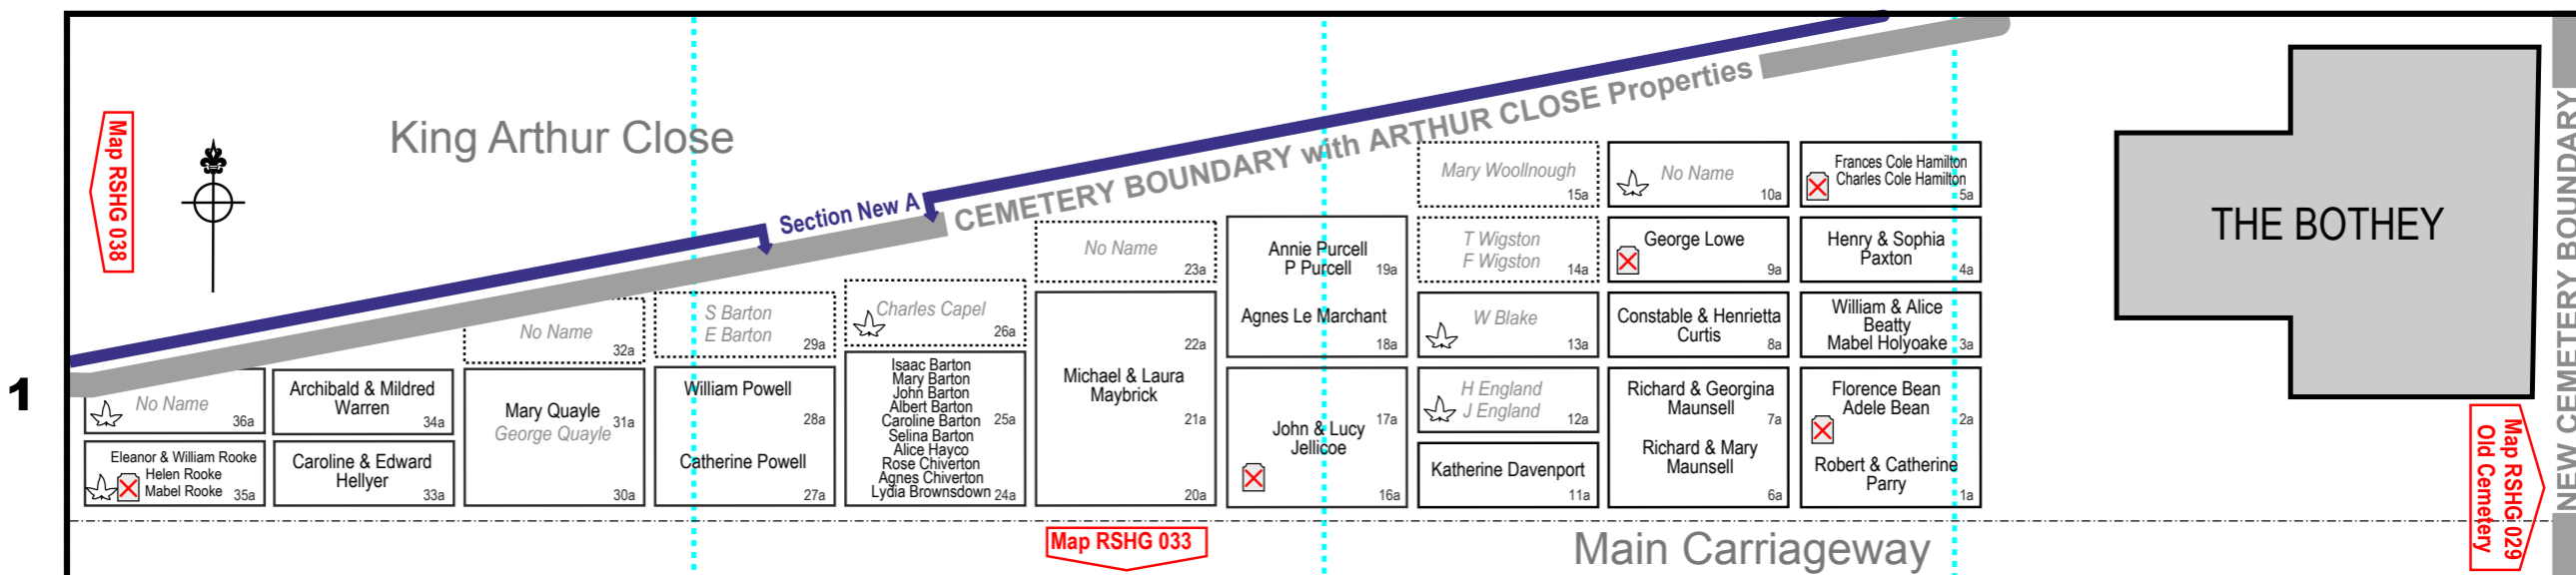 King Arthur Close
Map RSHG 038
Section New A
CEMETERY BOUNDARY with ARTHUR CLOSE Properties
THE BOTHEY
NEW CEMETERY BOUNDARY
Map RSHG 029
Old Cemetery
1
No Name
36a
Eleanor & William Rooke
Helen Rooke
Mabel Rooke 35a
Archibald & Mildred
Warren
34a
Caroline & Edward
Hellyer
33a
No Name
32a
Mary Quayle 31a
George Quayle
30a
S Barton
E Barton 29a
William Powell
28a
Catherine Powell
27a
Charles Capel
26a
Isaac Barton
Mary Barton
John Barton
Albert Barton
Caroline Barton 25a
Selina Barton
Alice Hayco
Rose Chiverton
Agnes Chiverton
Lydia Brownsdown 24a
No Name
23a
22a
Michael & Laura
Maybrick
21a
20a
Annie Purcell
P Purcell 19a
Agnes Le Marchant
18a
17a
John & Lucy
Jellicoe
16a
Mary Woollnough
15a
T Wigston
F Wigston 14a
W Blake
13a
H England
J England 12a
Katherine Davenport
11a
No Name
10a
George Lowe
9a
Constable & Henrietta
Curtis 8a
Richard & Georgina
Maunsell 7a
Richard & Mary
Maunsell
6a
Frances Cole Hamilton
Charles Cole Hamilton
5a
Henry & Sophia
Paxton 4a
William & Alice
Beatty
Mabel Holyoake 3a
Florence Bean
Adele Bean 2a
Robert & Catherine
Parry 1a
Map RSHG 033
Main Carriageway